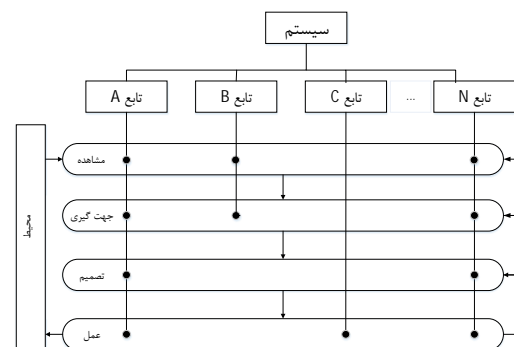 سیستم
تابع A
تابع B
تابع C
...
تابع N
مشاهده
جهت گیری
تصمیم
عمل
محیط